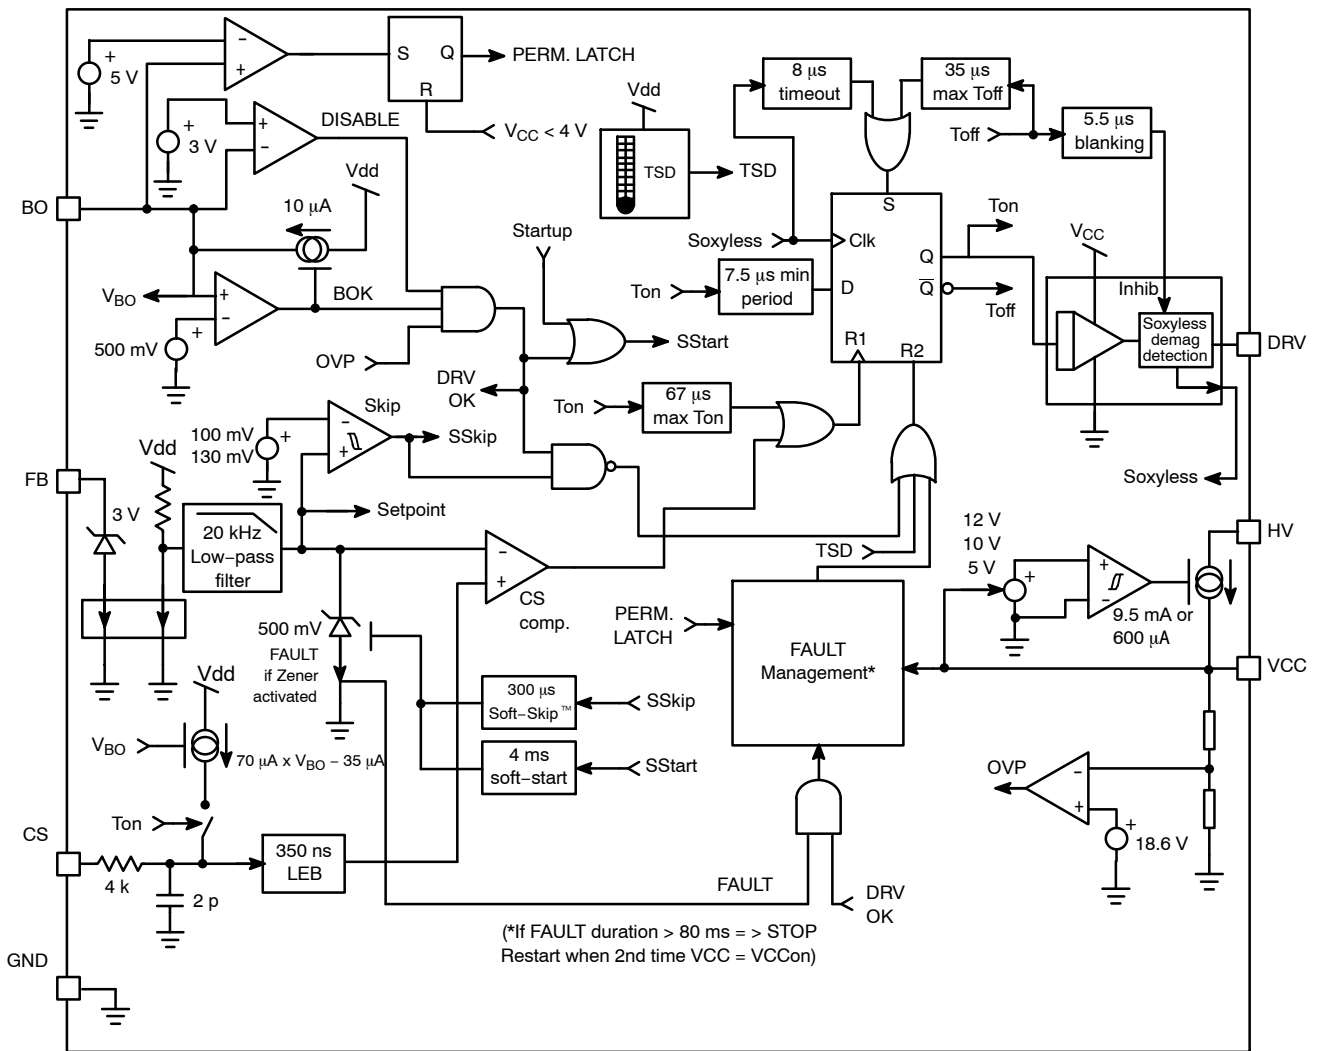 +
5 V
−
+
S
Q
R
PERM. LATCH
VCC < 4 V
+
3 V
+
−
DISABLE
Vdd
10 μA
BO
VBO
+
−
+
500 mV
BOK
OVP
Startup
SStart
DRV
OK
Vdd
TSD
TSD
8 μs
timeout
35 μs
max Toff
Toff
5.5 μs
blanking
Soxyless
Ton
7.5 μs min
period
S
Clk
D
Q
Q
R1
R2
Ton
Toff
VCC
Inhib
Soxyless
demag
detection
DRV
Soxyless
Ton
67 μs
max Ton
Skip
−
+
100 mV
130 mV
+
SSkip
Setpoint
FB
Vdd
3 V
20 kHz
Low−pass
filter
−
+
CS
comp.
500 mV
FAULT
if Zener
activated
300 μs
Soft−Skip™
SSkip
4 ms
soft−start
SStart
TSD
PERM.
LATCH
FAULT
Management*
12 V
10 V
5 V
+
+
−
9.5 mA or
600 μA
HV
VCC
OVP
−
+
+
18.6 V
Vdd
VBO
70 μA x VBO − 35 μA
Ton
CS
4 k
2 p
350 ns
LEB
FAULT
DRV
OK
(*If FAULT duration > 80 ms = > STOP
Restart when 2nd time VCC = VCCon)
GND